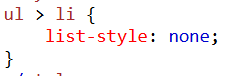 ul > li {
    list-style: none;
}